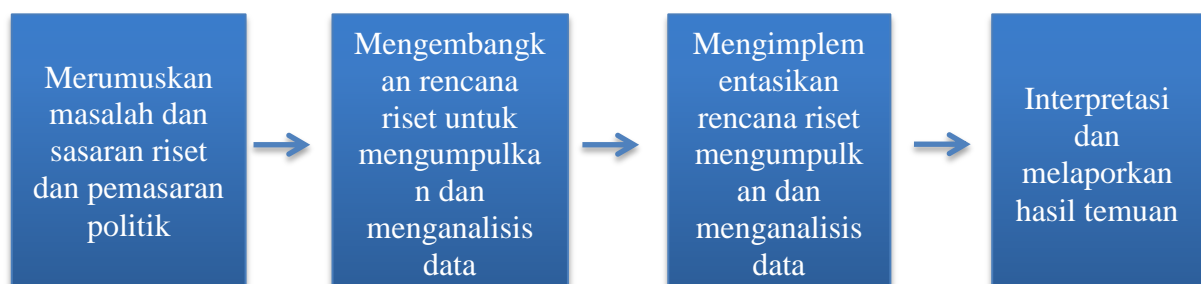 Merumuskan
masalah dan
sasaran riset
dan pemasaran
politik
Mengembangk
an rencana
riset untuk
mengumpulka
n dan
menganalisis
data
Mengimplem
entasikan
rencana riset
mengumpulk
an dan
menganalisis
data
Interpretasi
dan
melaporkan
hasil temuan